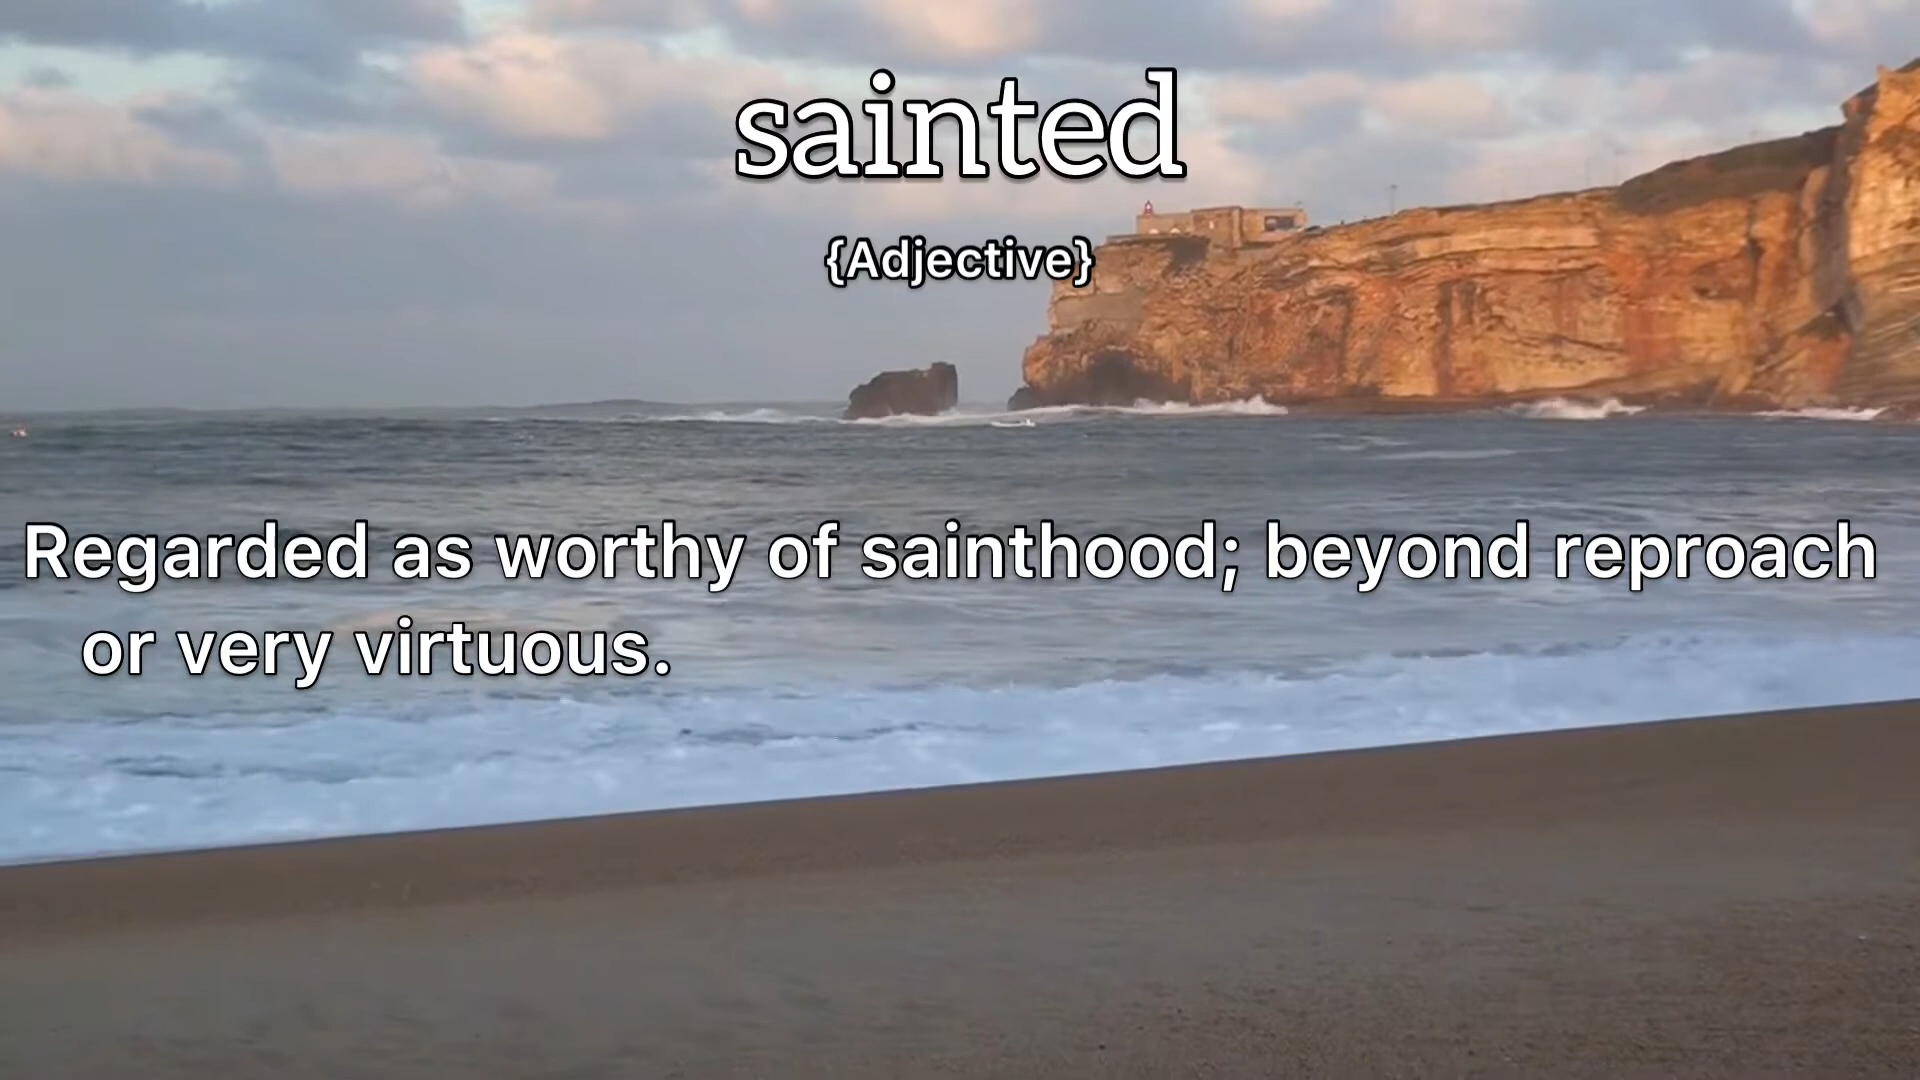 sainted
{Adjective}
Regarded as worthy of sainthood; beyond reproach
or very virtuous.